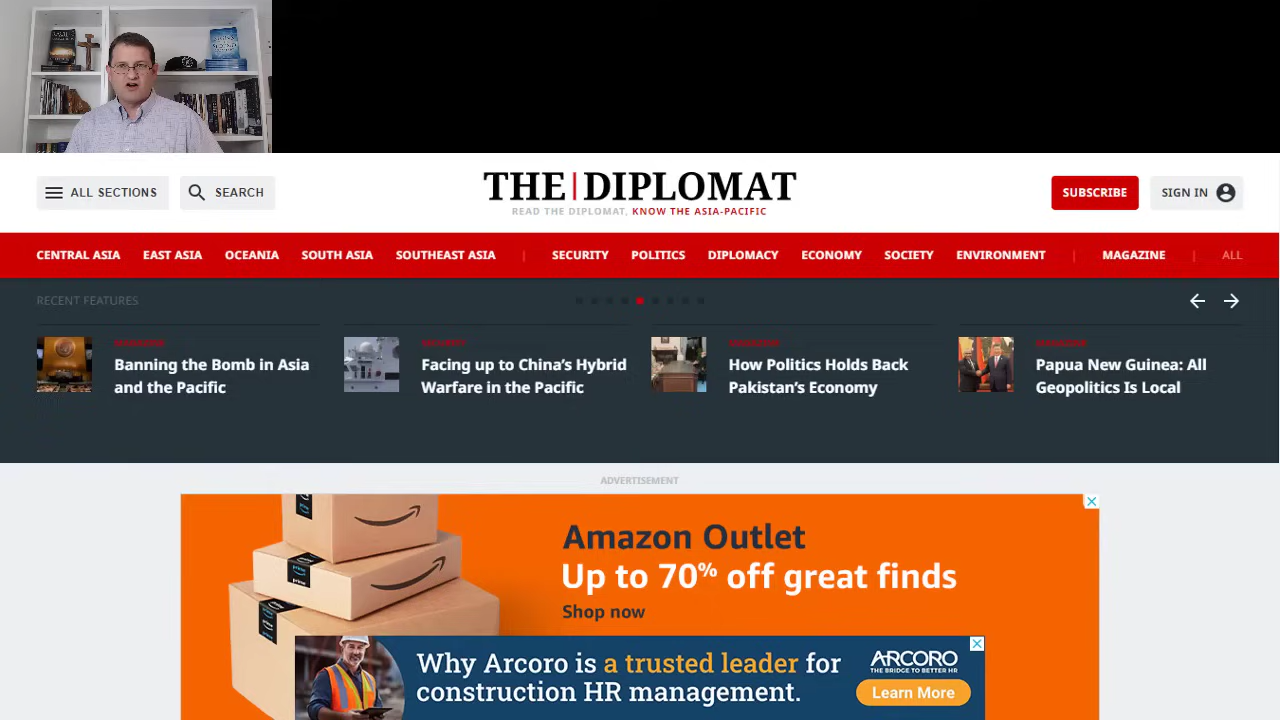 ALL SECTIONS
SEARCH
THE|DIPLOMAT
READ THE DIPLOMAT, KNOW THE ASIA-PACIFIC
SUBSCRIBE
SIGN IN
CENTRAL ASIA EAST ASIA OCEANIA SOUTH ASIA SOUTHEAST ASIA | SECURITY POLITICS DIPLOMACY ECONOMY SOCIETY ENVIRONMENT | MAGAZINE | ALL
RECENT FEATURES
Banning the Bomb in Asia
and the Pacific
Facing up to China's Hybrid
Warfare in the Pacific
How Politics Holds Back
Pakistan's Economy
Papua New Guinea: All
Geopolitics Is Local
ADVERTISEMENT
Amazon Outlet
Up to 70% off great finds
Shop now
prime
prime
Why Arcoro is a trusted leader for
construction HR management.
ARCORO
THE BRIDGE TO BETTER HR
Learn More